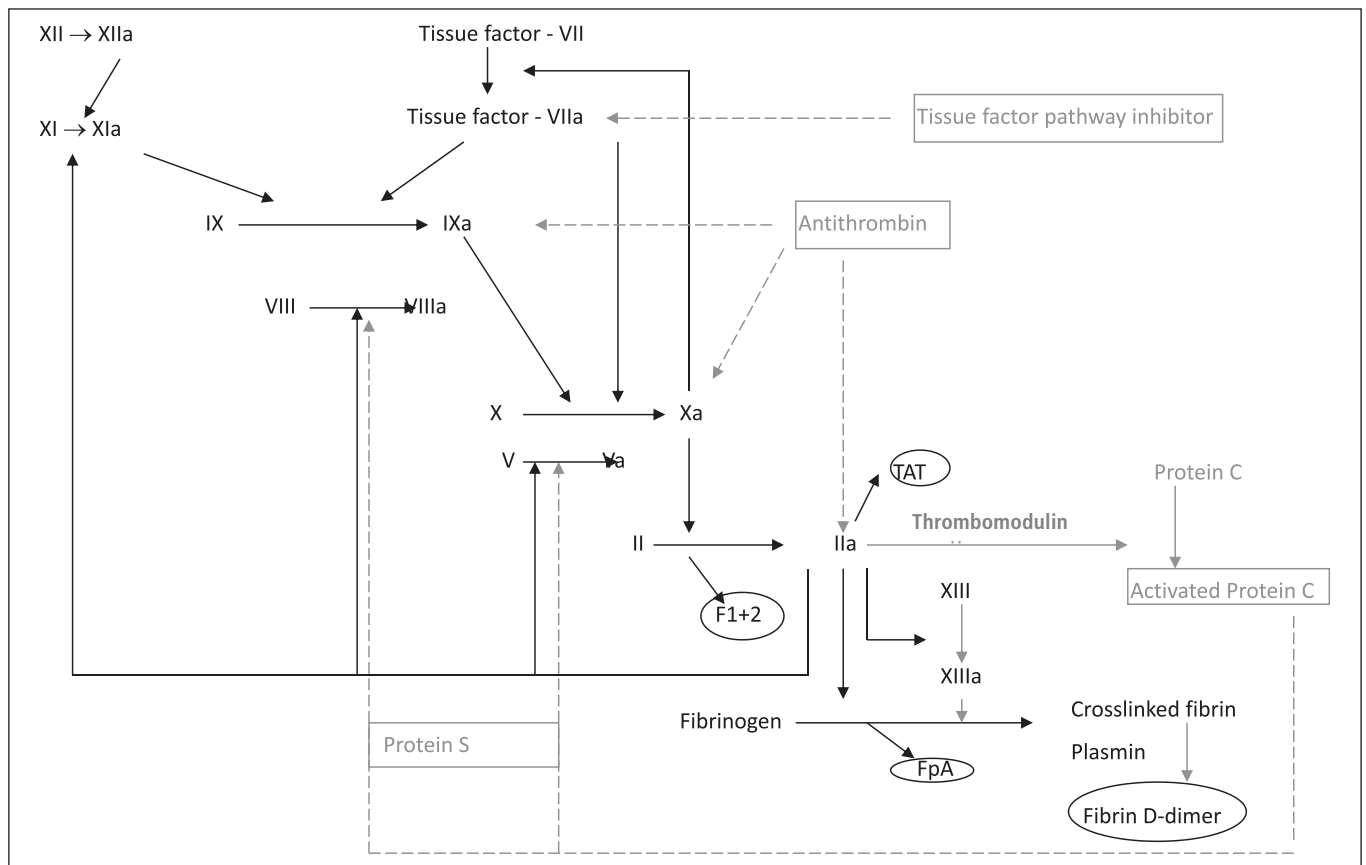 XII → XIIa
Tissue factor - VII
Tissue factor - VIIa
Tissue factor pathway inhibitor
XI → XIa
IX
IXa
Antithrombin
VIII
VIIIa
X
Xa
V
Va
TAT
Protein C
Thrombomodulin
II
IIa
XIII
Activated Protein C
F1+2
XIIIa
Crosslinked fibrin
Fibrinogen
Protein S
Plasmin
FpA
Fibrin D-dimer